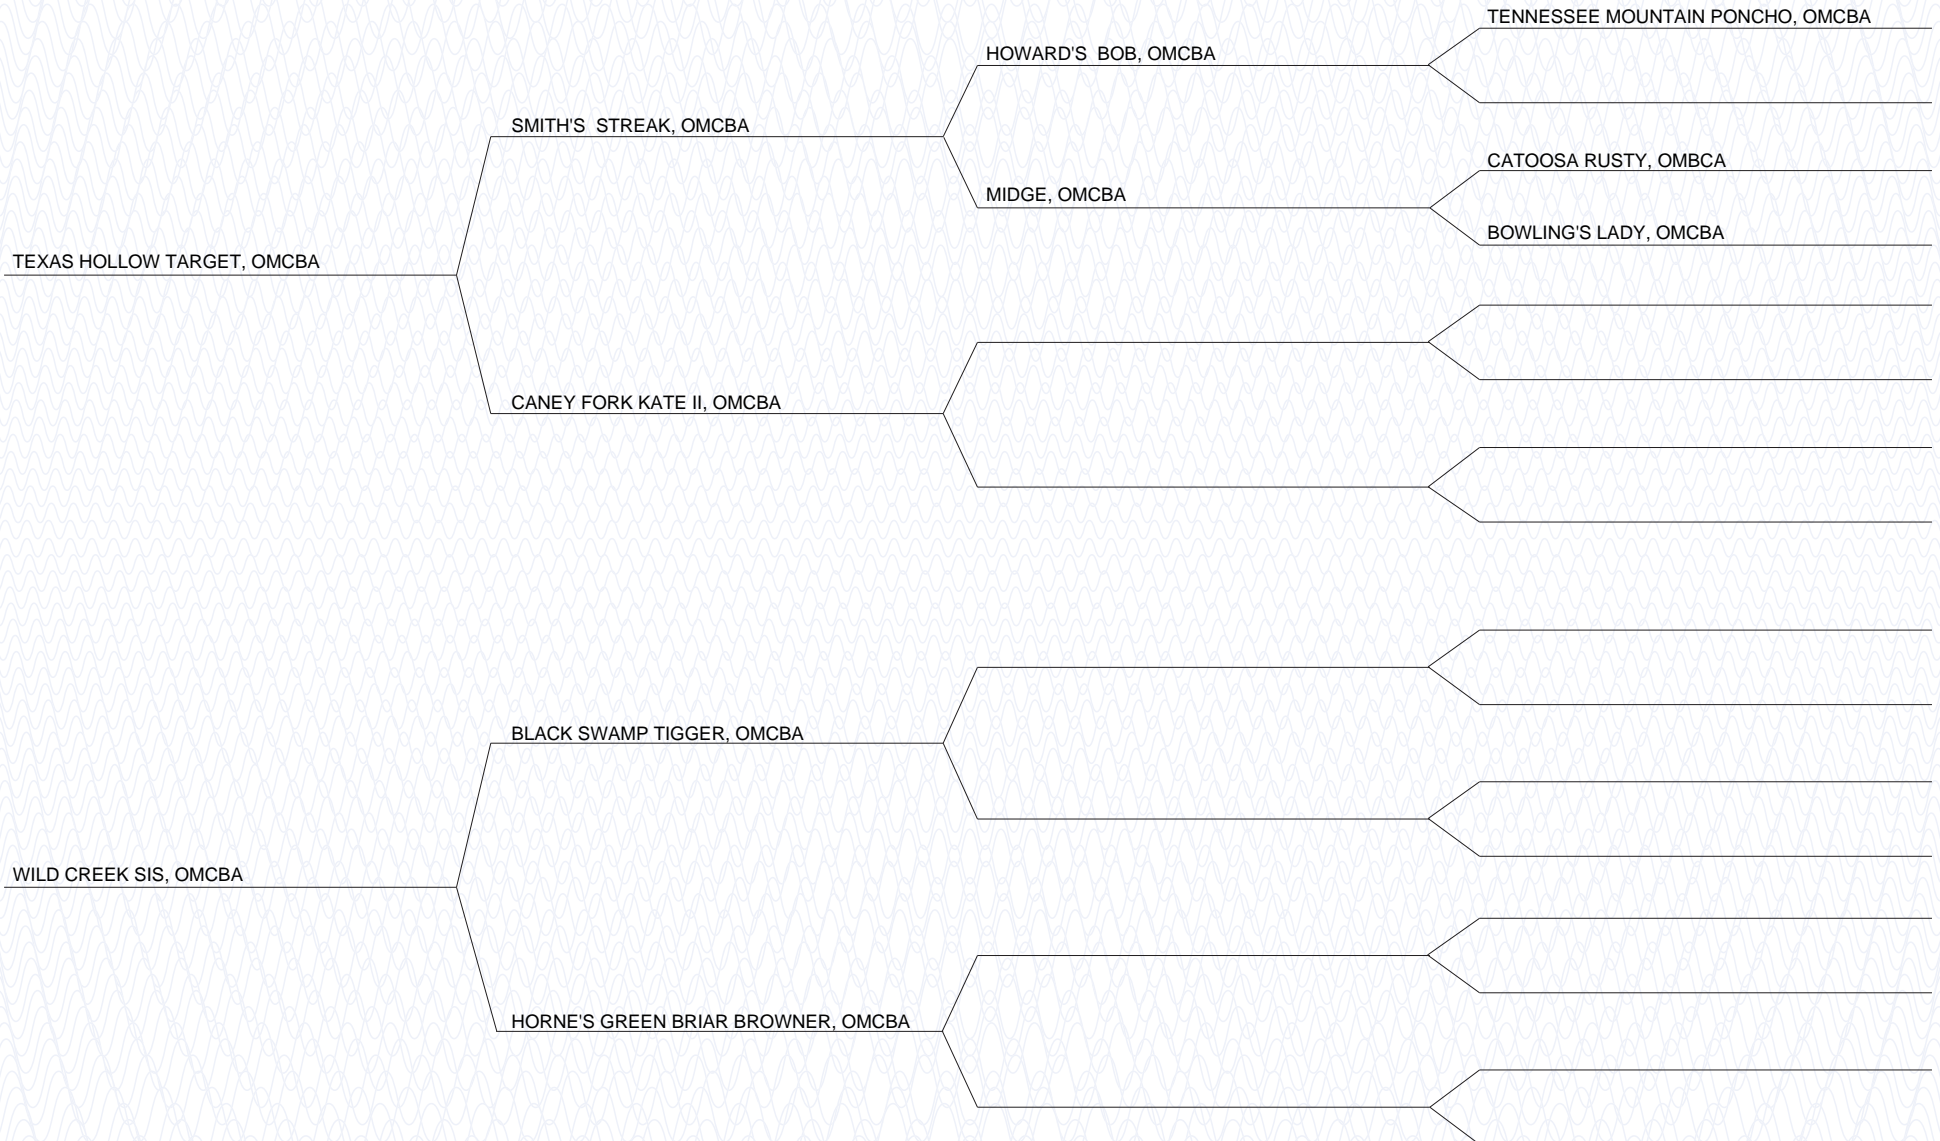 TENNESSEE MOUNTAIN PONCHO, OMCBA
HOWARD'S  BOB, OMCBA
SMITH'S  STREAK, OMCBA
CATOOSA RUSTY, OMBCA
MIDGE, OMCBA
BOWLING'S LADY, OMCBA
TEXAS HOLLOW TARGET, OMCBA
CANEY FORK KATE II, OMCBA
BLACK SWAMP TIGGER, OMCBA
WILD CREEK SIS, OMCBA
HORNE'S GREEN BRIAR BROWNER, OMCBA